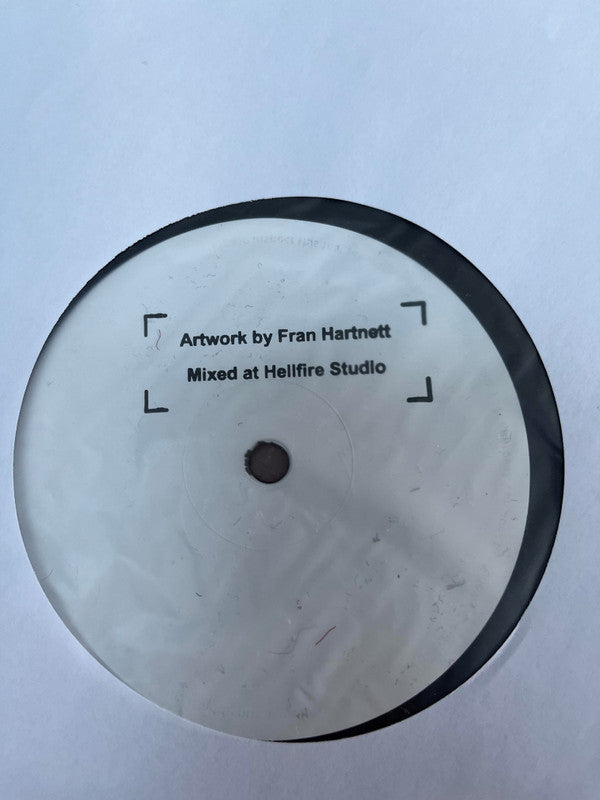 Artwork by Fran Hartnett
Mixed at Hellfire Studio